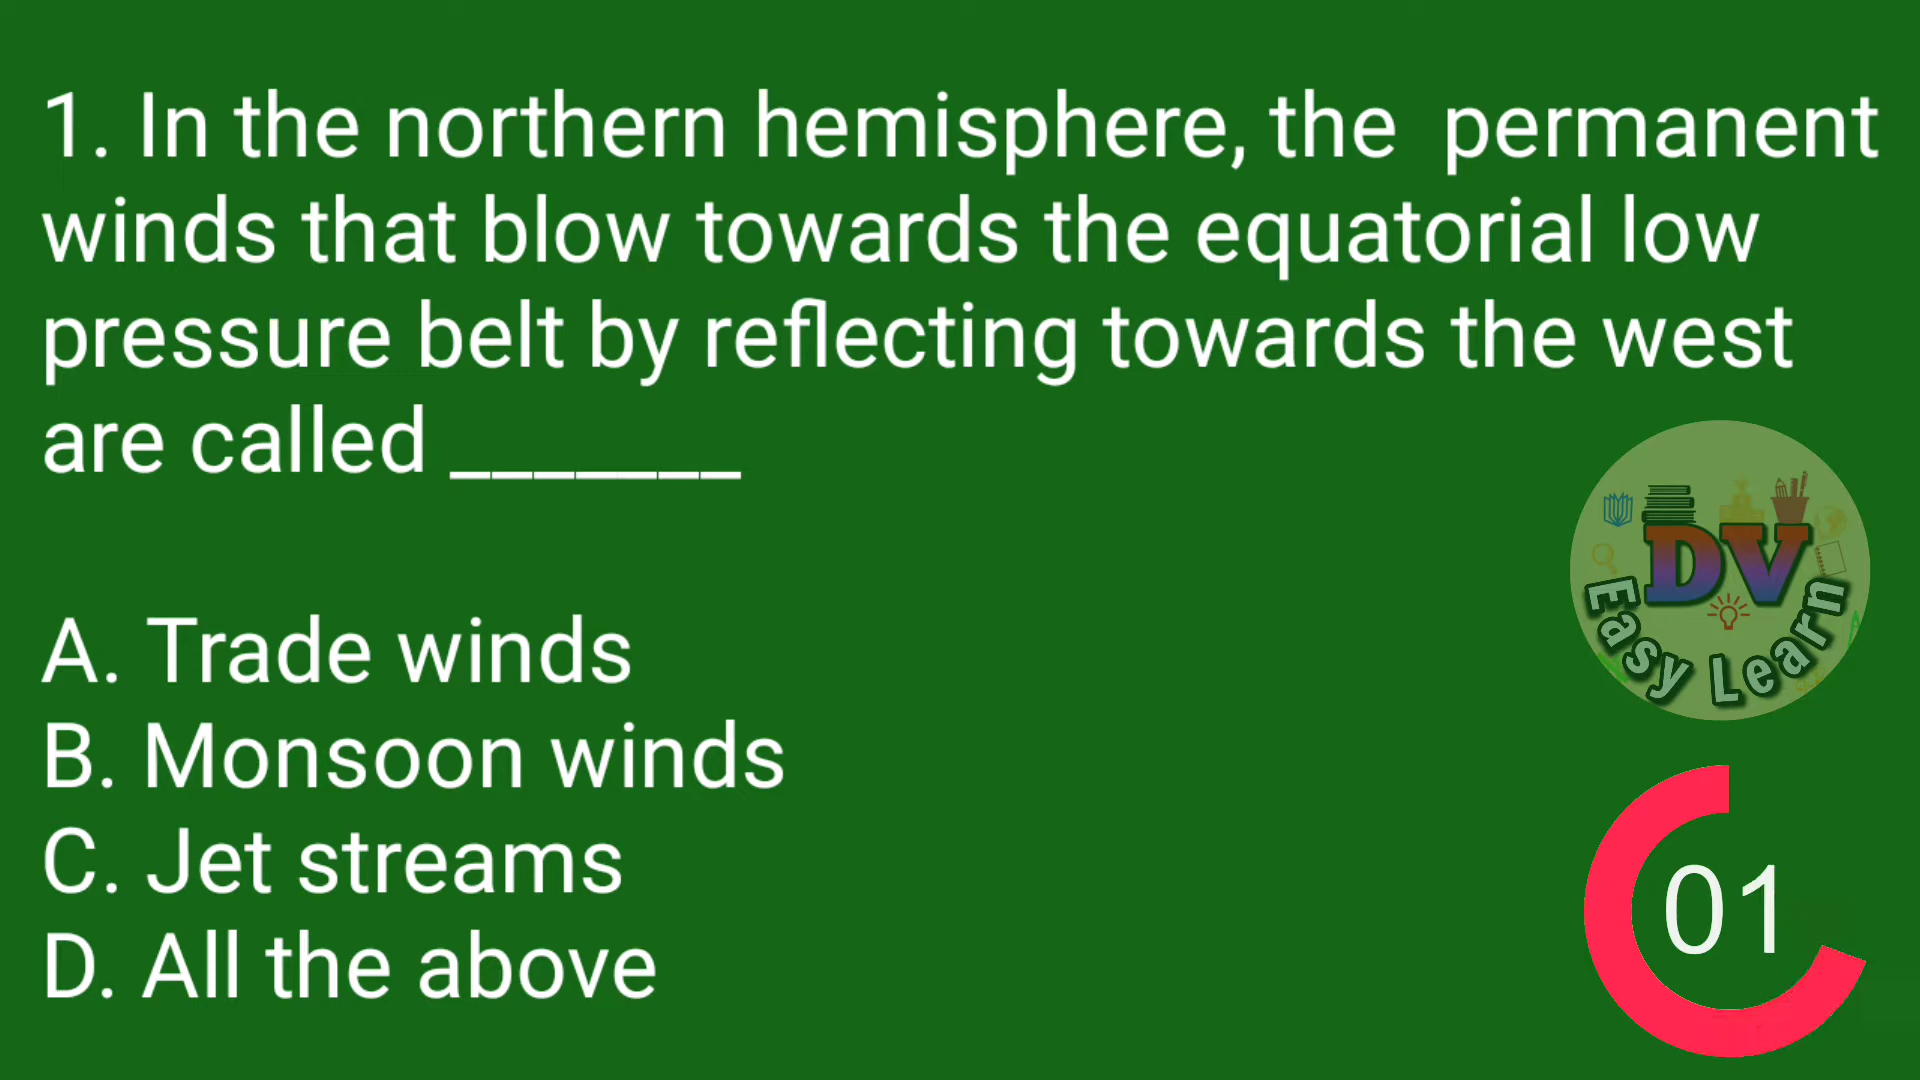 1. In the northern hemisphere, the permanent
winds that blow towards the equatorial low
pressure belt by reflecting towards the west
are called _______
A. Trade winds
B. Monsoon winds
C. Jet streams
D. All the above
DV
Easy Learn
01